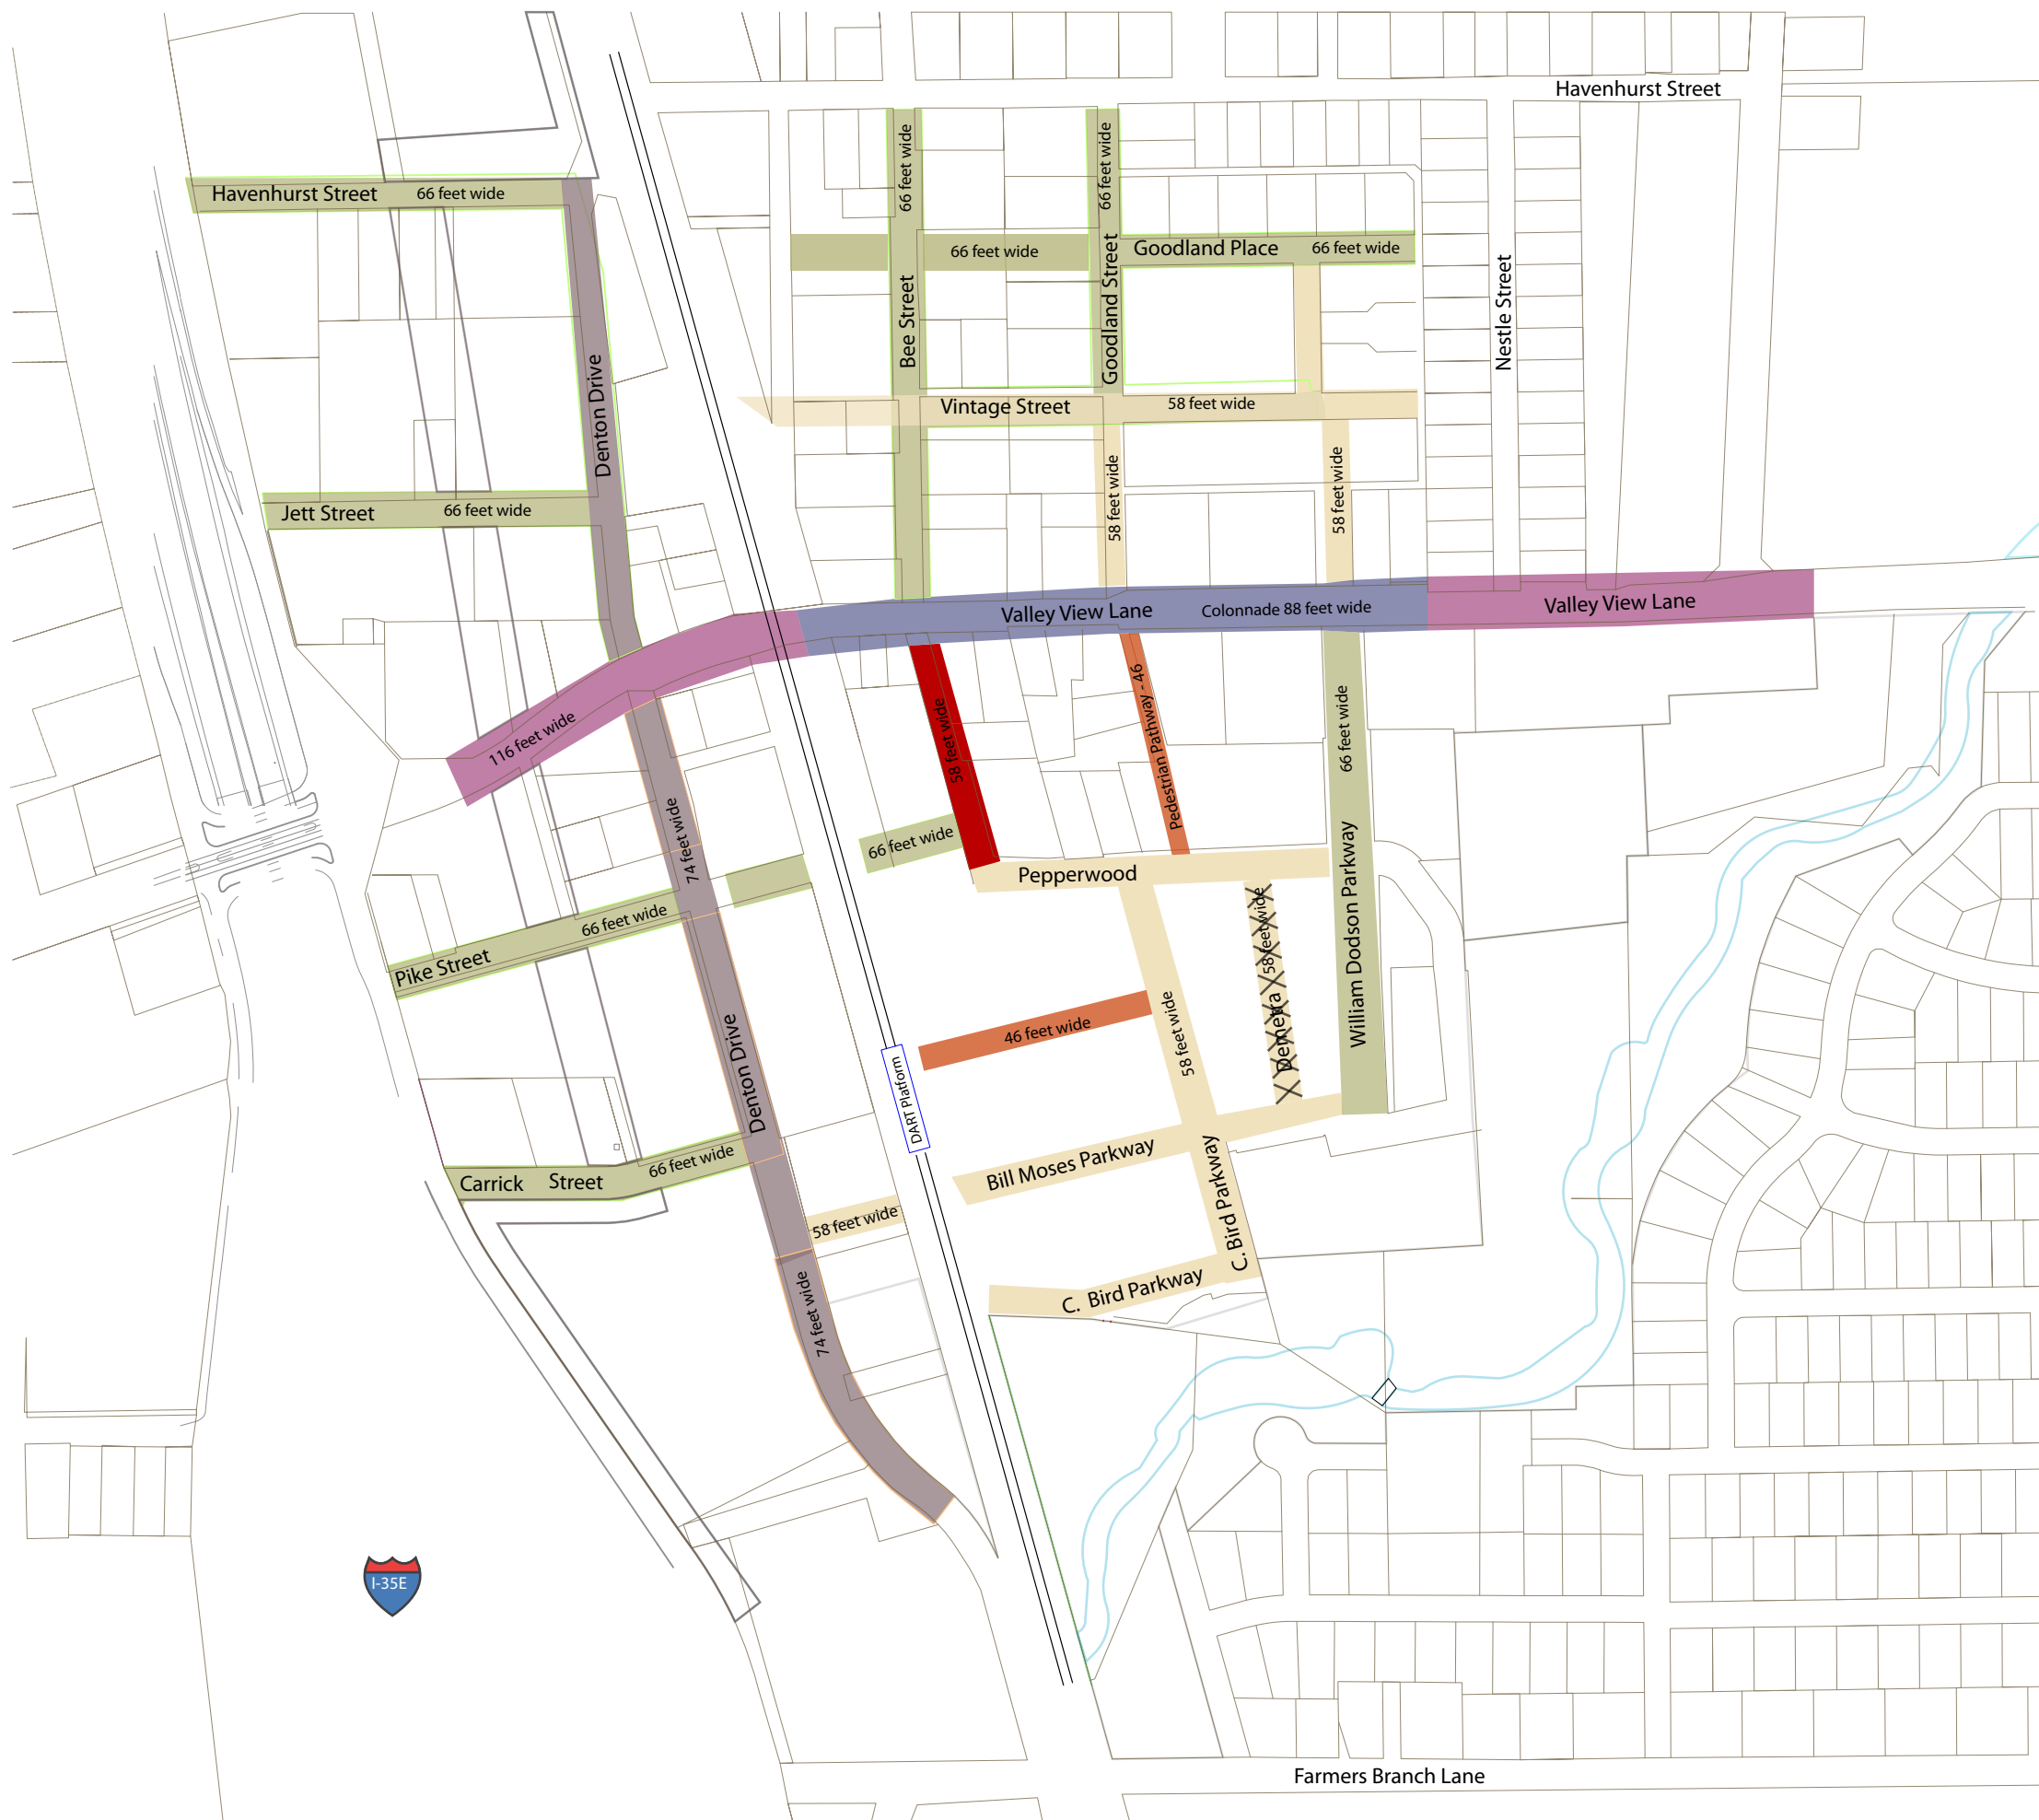 Havenhurst Street
66 feet wide
66 feet wide
Havenhurst Street
66 feet wide
Goodland Street
Goodland Place
66 feet wide
66 feet wide
Bee Street
Nestle Street
Denton Drive
Vintage Street
58 feet wide
58 feet wide
58 feet wide
Jett Street
66 feet wide
Valley View Lane
Colonnade 88 feet wide
Valley View Lane
116 feet wide
58 feet wide
Pedestrian Pathway - 46
66 feet wide
74 feet wide
66 feet wide
Pepperwood
William Dodson Parkway
Pike Street
66 feet wide
58 feet wide
Demetra
46 feet wide
58 feet wide
Denton Drive
DART Platform
Carrick Street
66 feet wide
Bill Moses Parkway
C. Bird Parkway
58 feet wide
C. Bird Parkway
74 feet wide
I-35E
Farmers Branch Lane